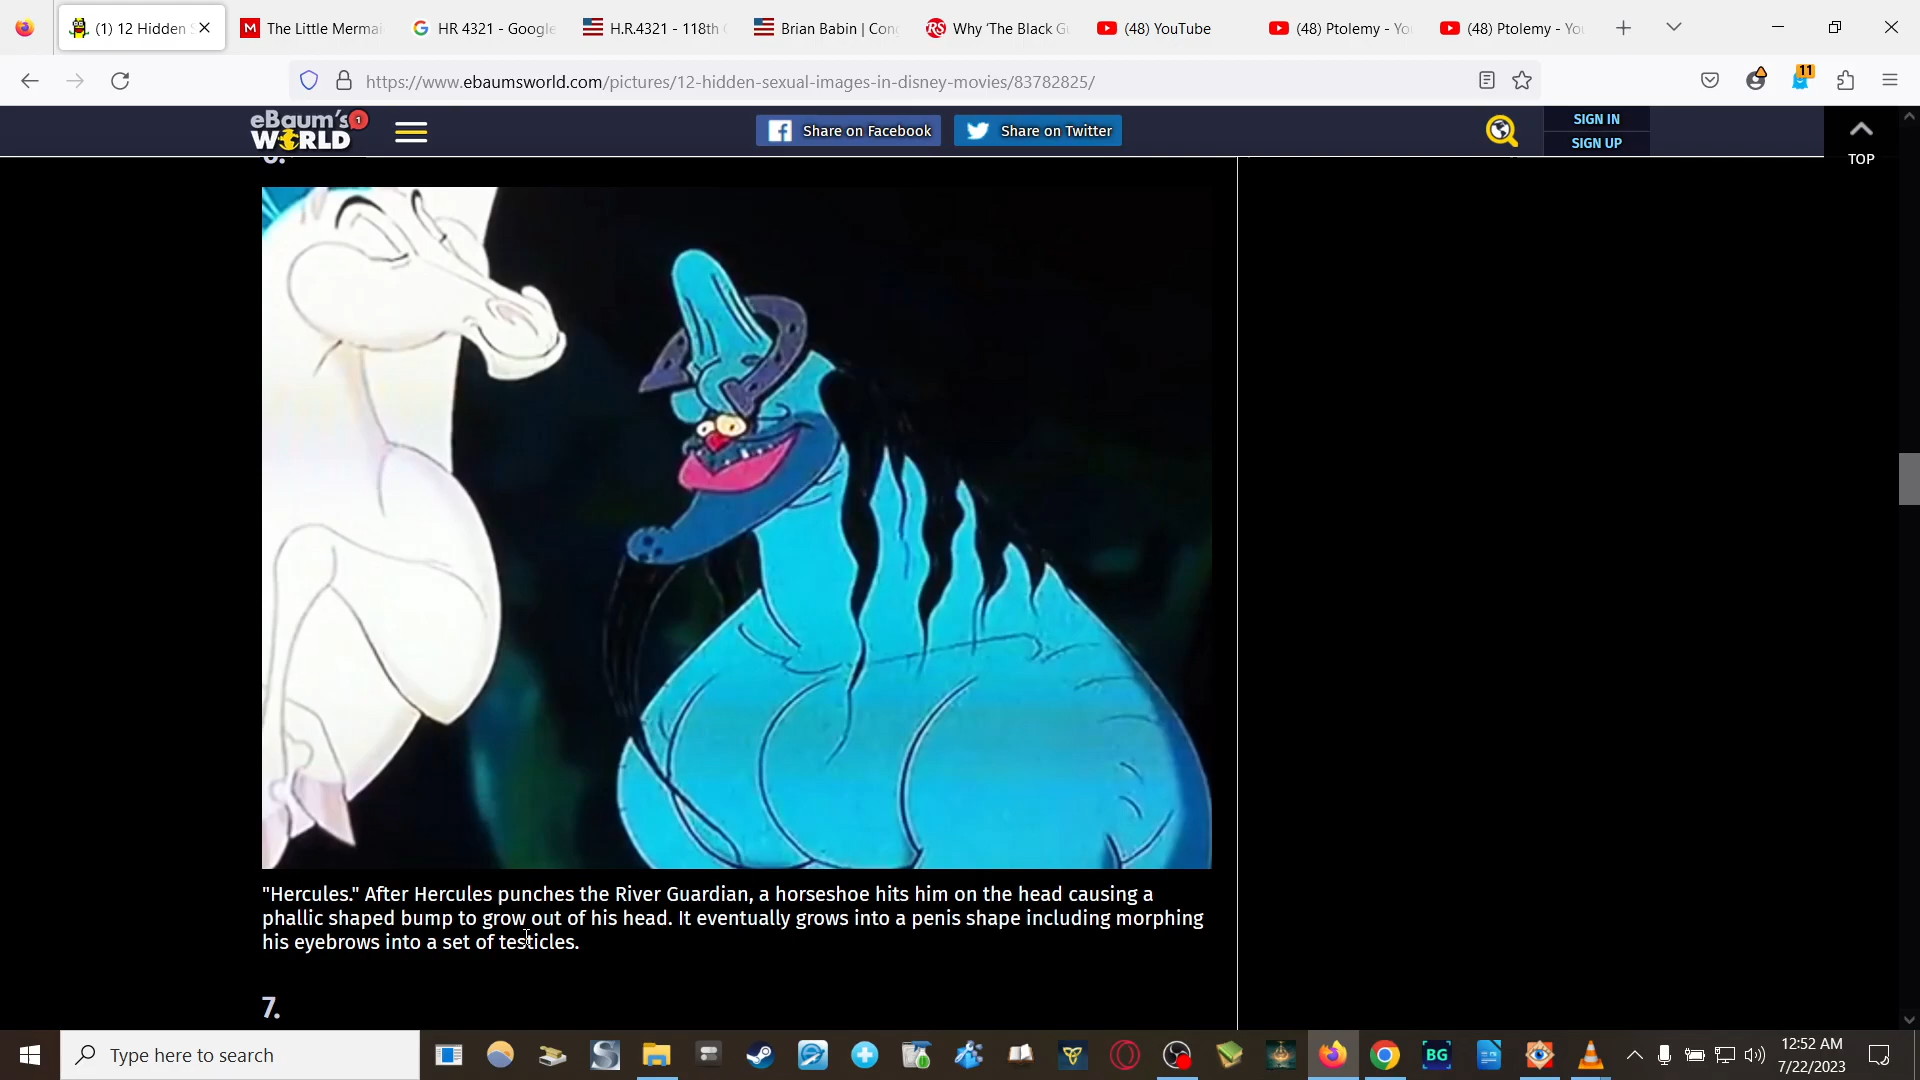 (1) 12 Hidden
The Little Mermai
HR 4321 - Google
H.R.4321 - 118th
Brian Babin | Con
Why 'The Black G
(48) YouTube
(48) Ptolemy - Yo
(48) Ptolemy - You
https://www.ebaumsworld.com/pictures/12-hidden-sexual-images-in-disney-movies/83782825/
11
eBaum's 1
WORLD
Share on Facebook
Share on Twitter
SIGN IN
SIGN UP
TOP
"Hercules." After Hercules punches the River Guardian, a horseshoe hits him on the head causing a
phallic shaped bump to grow out of his head. It eventually grows into a penis shape including morphing
his eyebrows into a set of testicles.
7.
Type here to search
BG
12:52 AM
7/22/2023